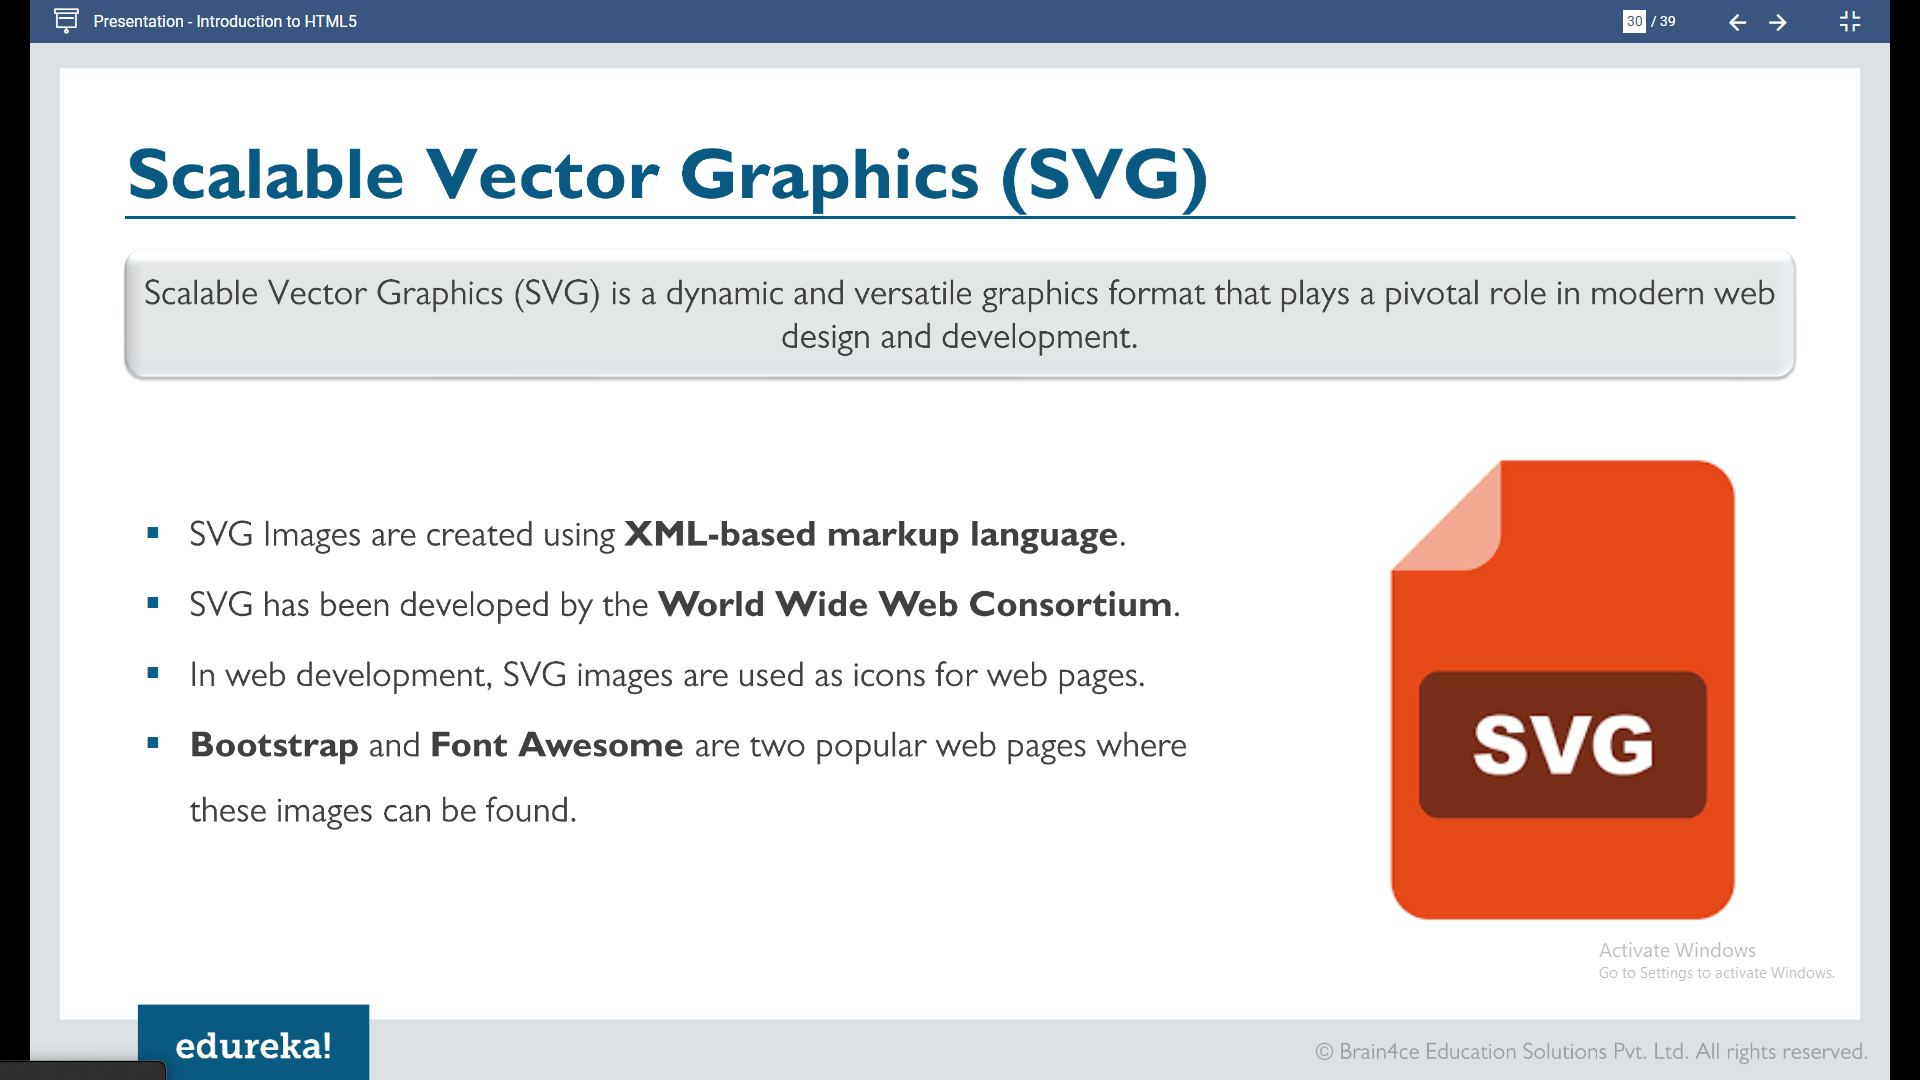 Presentation - Introduction to HTML5
30 / 39
Scalable Vector Graphics (SVG)
Scalable Vector Graphics (SVG) is a dynamic and versatile graphics format that plays a pivotal role in modern web
design and development.
▪ SVG Images are created using XML-based markup language.
▪ SVG has been developed by the World Wide Web Consortium.
▪ In web development, SVG images are used as icons for web pages.
▪ Bootstrap and Font Awesome are two popular web pages where
these images can be found.
SVG
Activate Windows
Go to Settings to activate Windows.
edureka!
© Brain4ce Education Solutions Pvt. Ltd. All rights reserved.